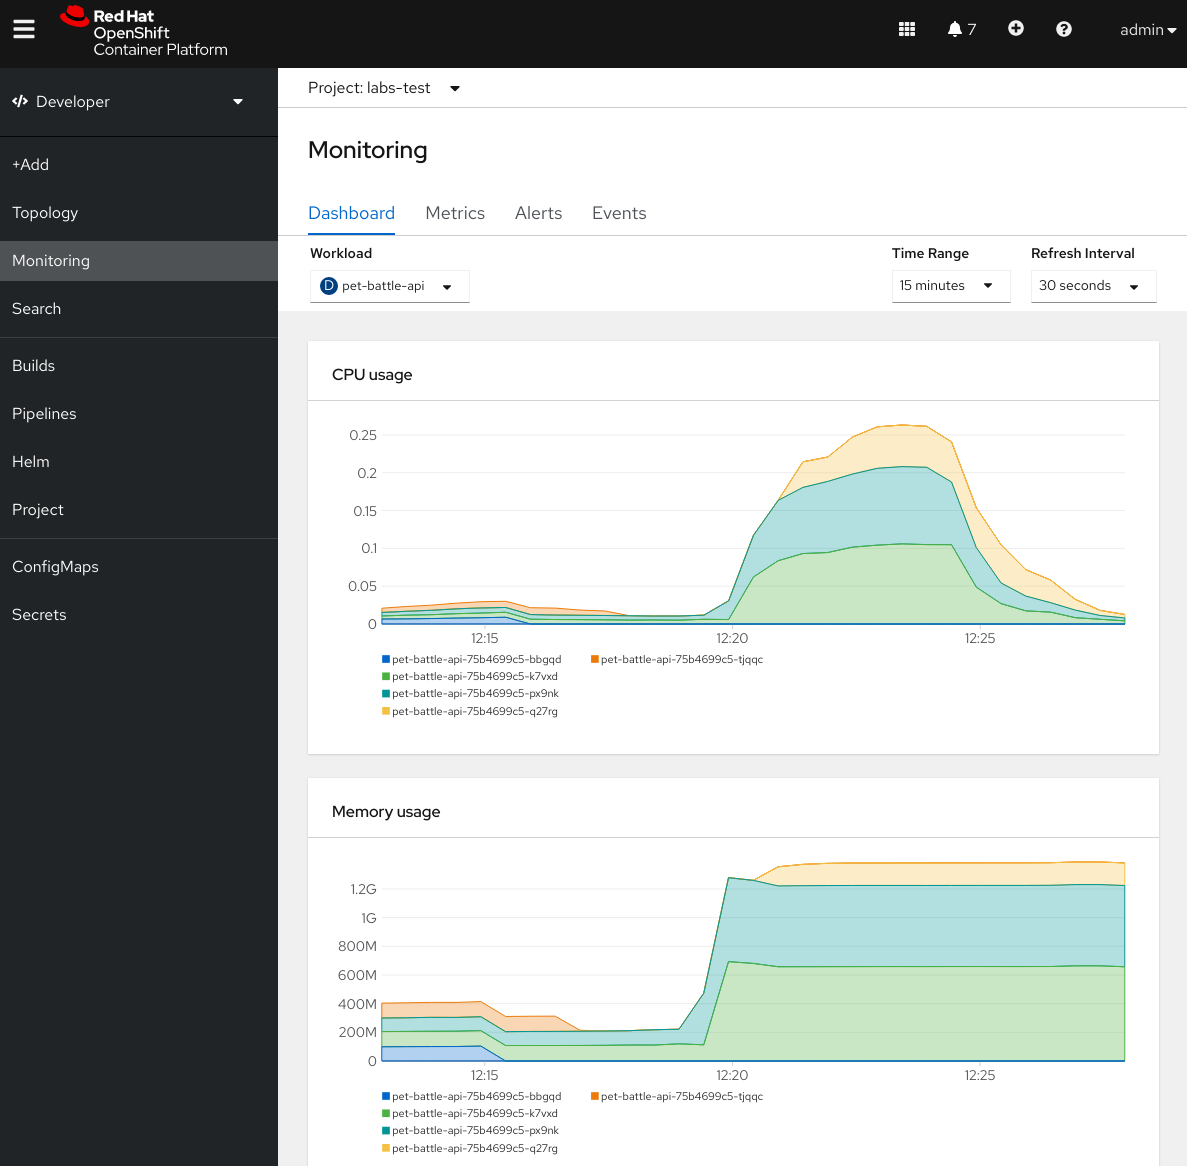 Red Hat
OpenShift
Container Platform
7
admin
Developer
+Add
Topology
Monitoring
Search
Builds
Pipelines
Helm
Project
ConfigMaps
Secrets
Project: labs-test
Monitoring
Dashboard Metrics Alerts Events
Workload Time Range Refresh Interval
D pet-battle-api 15 minutes 30 seconds
CPU usage
0.25
0.2
0.15
0.1
0.05
0
12:15 12:20 12:25
pet-battle-api-75b4699c5-bbgqd pet-battle-api-75b4699c5-tjqqc
pet-battle-api-75b4699c5-k7vxd
pet-battle-api-75b4699c5-px9nk
pet-battle-api-75b4699c5-q27rg
Memory usage
1.2G
1G
800M
600M
400M
200M
0
12:15 12:20 12:25
pet-battle-api-75b4699c5-bbgqd pet-battle-api-75b4699c5-tjqqc
pet-battle-api-75b4699c5-k7vxd
pet-battle-api-75b4699c5-px9nk
pet-battle-api-75b4699c5-q27rg